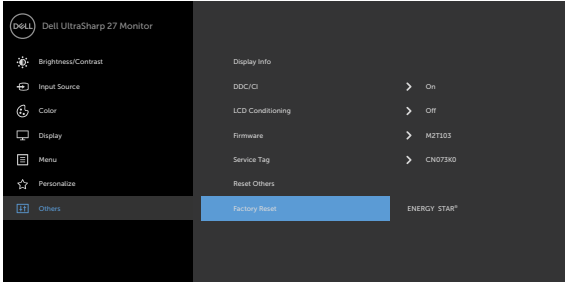 DELL Dell UltraSharp 27 Monitor
Brightness/Contrast Display Info
Input Source DDC/CI On
Color LCD Conditioning Off
Display Firmware M2T103
Menu Service Tag CN073K0
Personalize Reset Others
Others Factory Reset ENERGY STAR®